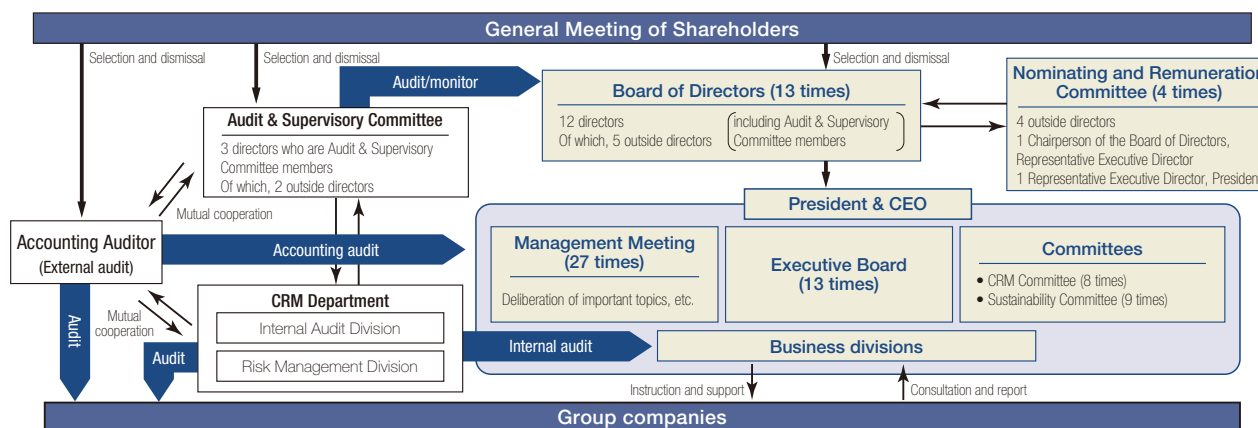 General Meeting of Shareholders
Selection and dismissal
Selection and dismissal
Selection and dismissal
Audit/monitor
Board of Directors (13 times)
12 directors
Of which, 5 outside directors
(including Audit & Supervisory
Committee members)
Nominating and Remuneration
Committee (4 times)
4 outside directors
1 Chairperson of the Board of Directors,
Representative Executive Director
1 Representative Executive Director, President
Audit & Supervisory Committee
3 directors who are Audit & Supervisory
Committee members
Of which, 2 outside directors
Mutual cooperation
Accounting Auditor
(External audit)
Accounting audit
President & CEO
Management Meeting
(27 times)
Deliberation of important topics, etc.
Executive Board
(13 times)
Committees
• CRM Committee (8 times)
• Sustainability Committee (9 times)
Audit
Mutual
cooperation
Audit
CRM Department
Internal Audit Division
Risk Management Division
Internal audit
Business divisions
Instruction and support
Consultation and report
Group companies